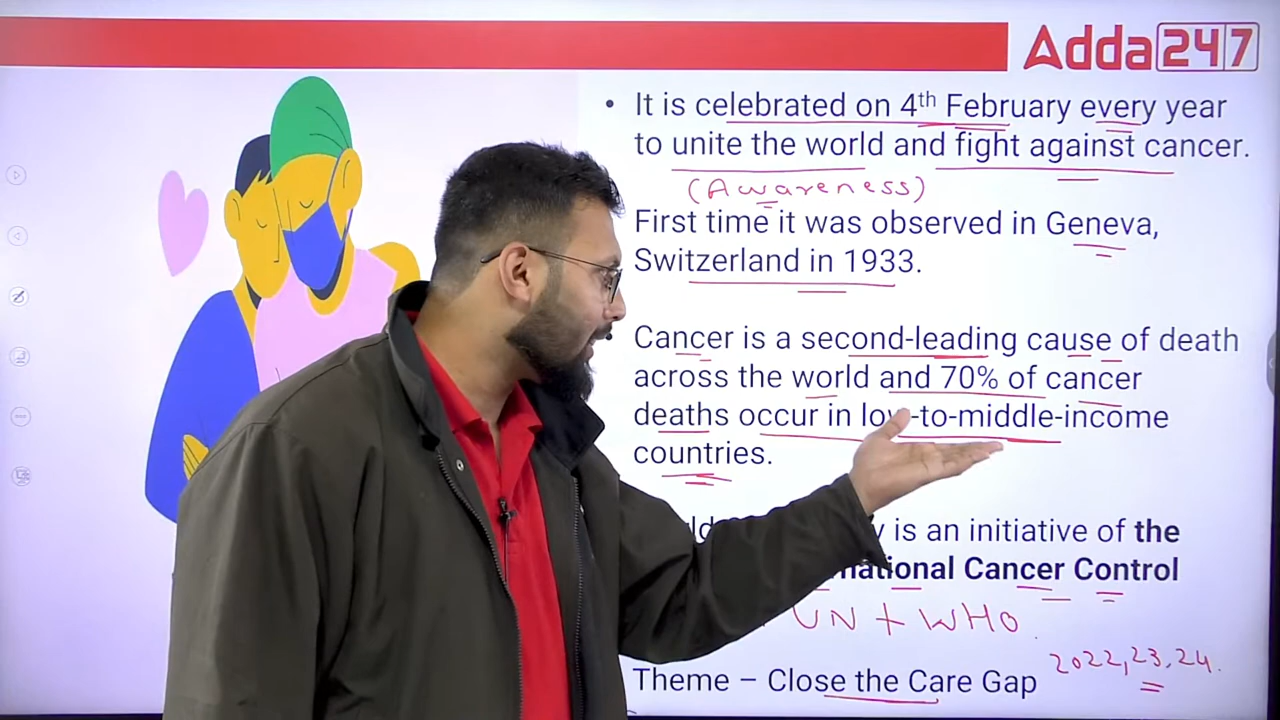 Adda 247
• It is celebrated on 4th February every year
to unite the world and fight against cancer.
(Awareness)
First time it was observed in Geneva,
Switzerland in 1933.
Cancer is a second-leading cause of death
across the world and 70% of cancer
deaths occur in low-to-middle-income
countries.
is an initiative of the
Cancer Control
UN + WHO
2022, 23, 24.
Theme – Close the Care Gap